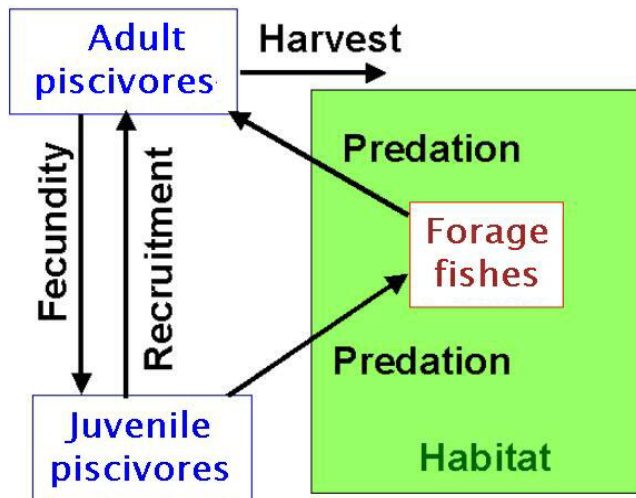 Adult
piscivores
Harvest
Predation
Fecundity
Recruitment
Forage
fishes
Predation
Juvenile
piscivores
Habitat